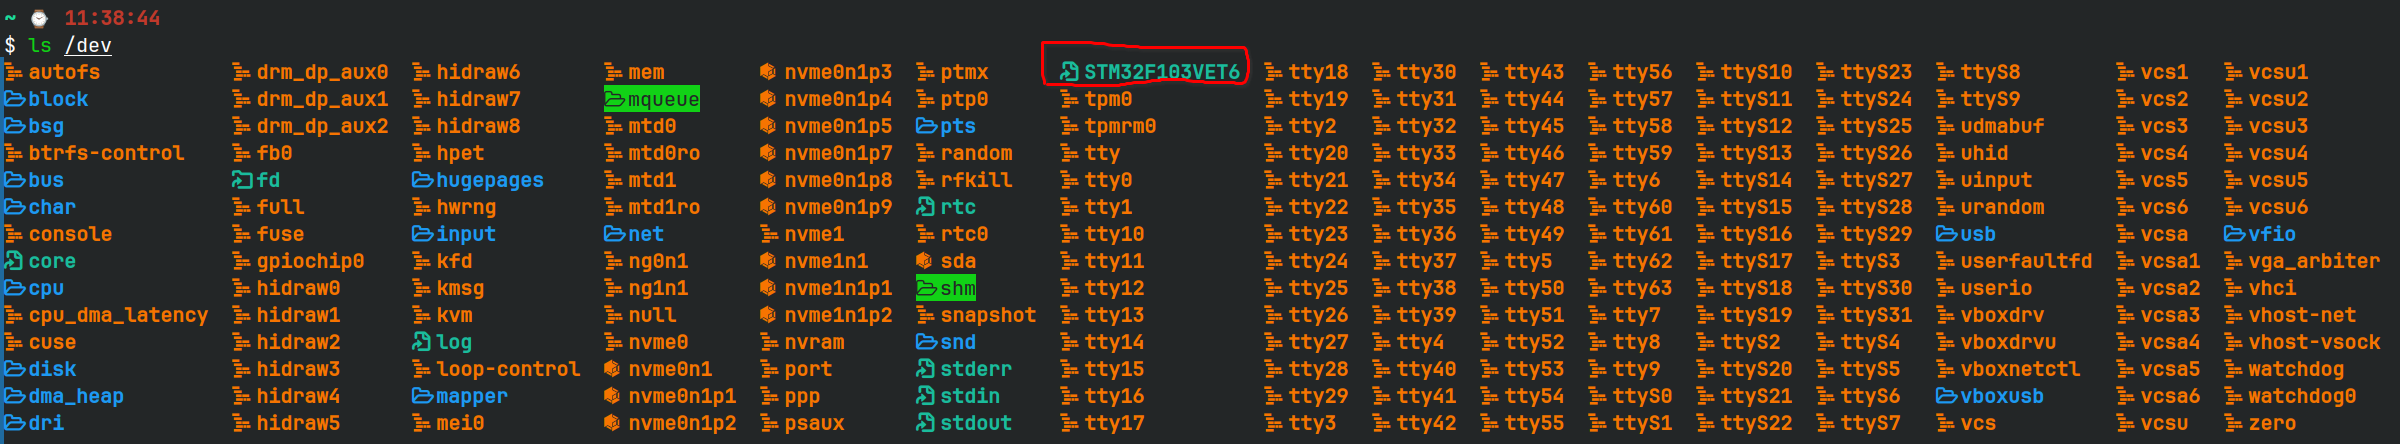 ~ ⌚ 11:38:44
$ ls /dev
autofs drm_dp_aux0 hidraw6 mem nvme0n1p3 ptmx STM32F103VET6 tty18 tty30 tty43 tty56 ttyS10 ttyS23 ttyS8 vcs1 vcsu1
block drm_dp_aux1 hidraw7 mqueue nvme0n1p4 ptp0 tpm0 tty19 tty31 tty44 tty57 ttyS11 ttyS24 ttyS9 vcs2 vcsu2
bsg drm_dp_aux2 hidraw8 mtd0 nvme0n1p5 pts tpmrm0 tty2 tty32 tty45 tty58 ttyS12 ttyS25 udmabuf vcs3 vcsu3
btrfs-control fb0 hpet mtd0ro nvme0n1p7 random tty tty20 tty33 tty46 tty59 ttyS13 ttyS26 uhid vcs4 vcsu4
bus fd hugepages mtd1 nvme0n1p8 rfkill tty0 tty21 tty34 tty47 tty6 ttyS14 ttyS27 uinput vcs5 vcsu5
char full hwrng mtd1ro nvme0n1p9 rtc tty1 tty22 tty35 tty48 tty60 ttyS15 ttyS28 urandom vcs6 vcsu6
console fuse input net nvme1 rtc0 tty10 tty23 tty36 tty49 tty61 ttyS16 ttyS29 usb vcsa vfio
core gpiochip0 kfd ng0n1 nvme1n1 sda tty11 tty24 tty37 tty5 tty62 ttyS17 ttyS3 userfaultfd vcsa1 vga_arbiter
cpu hidraw0 kmsg ng1n1 nvme1n1p1 shm tty12 tty25 tty38 tty50 tty63 ttyS18 ttyS30 userio vcsa2 vhci
cpu_dma_latency hidraw1 kvm null nvme1n1p2 snapshot tty13 tty26 tty39 tty51 tty7 ttyS19 ttyS31 vboxdrv vcsa3 vhost-net
cuse hidraw2 log nvme0 nvram snd tty14 tty27 tty4 tty52 tty8 ttyS2 ttyS4 vboxdrvu vcsa4 vhost-vsock
disk hidraw3 loop-control nvme0n1 port stderr tty15 tty28 tty40 tty53 tty9 ttyS20 ttyS5 vboxnetctl vcsa5 watchdog
dma_heap hidraw4 mapper nvme0n1p1 ppp stdin tty16 tty29 tty41 tty54 ttyS0 ttyS21 ttyS6 vboxusb vcsa6 watchdog0
dri hidraw5 mei0 nvme0n1p2 psaux stdout tty17 tty3 tty42 tty55 ttyS1 ttyS22 ttyS7 vcs vcsu zero